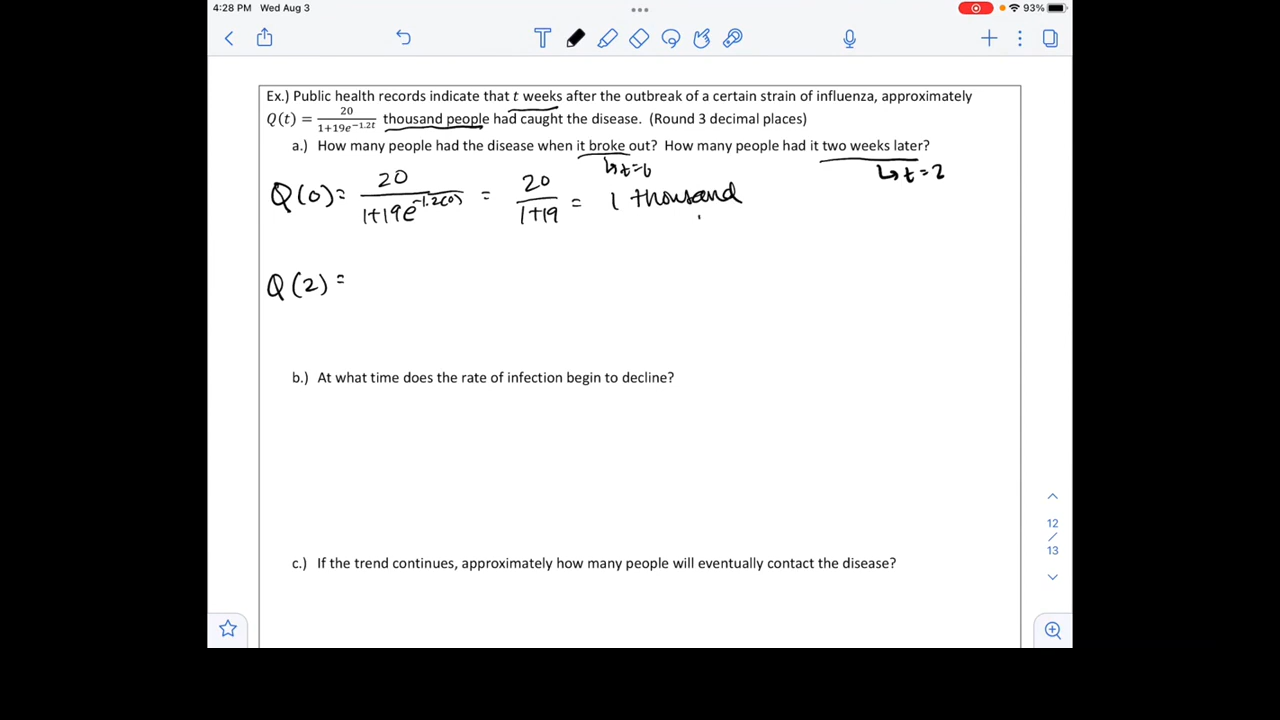 4:28 PM Wed Aug 3
93%
Ex.) Public health records indicate that t weeks after the outbreak of a certain strain of influenza, approximately
Q(t) = 20/(1+19e^(−1.2t)) thousand people had caught the disease. (Round 3 decimal places)
a.) How many people had the disease when it broke out? How many people had it two weeks later?
↳ t=0
↳ t=2
Q(0) = 20/(1+19e^(-1.2(0))) = 20/(1+19) = 1 thousand
Q(2) =
b.) At what time does the rate of infection begin to decline?
c.) If the trend continues, approximately how many people will eventually contact the disease?
12
/
13